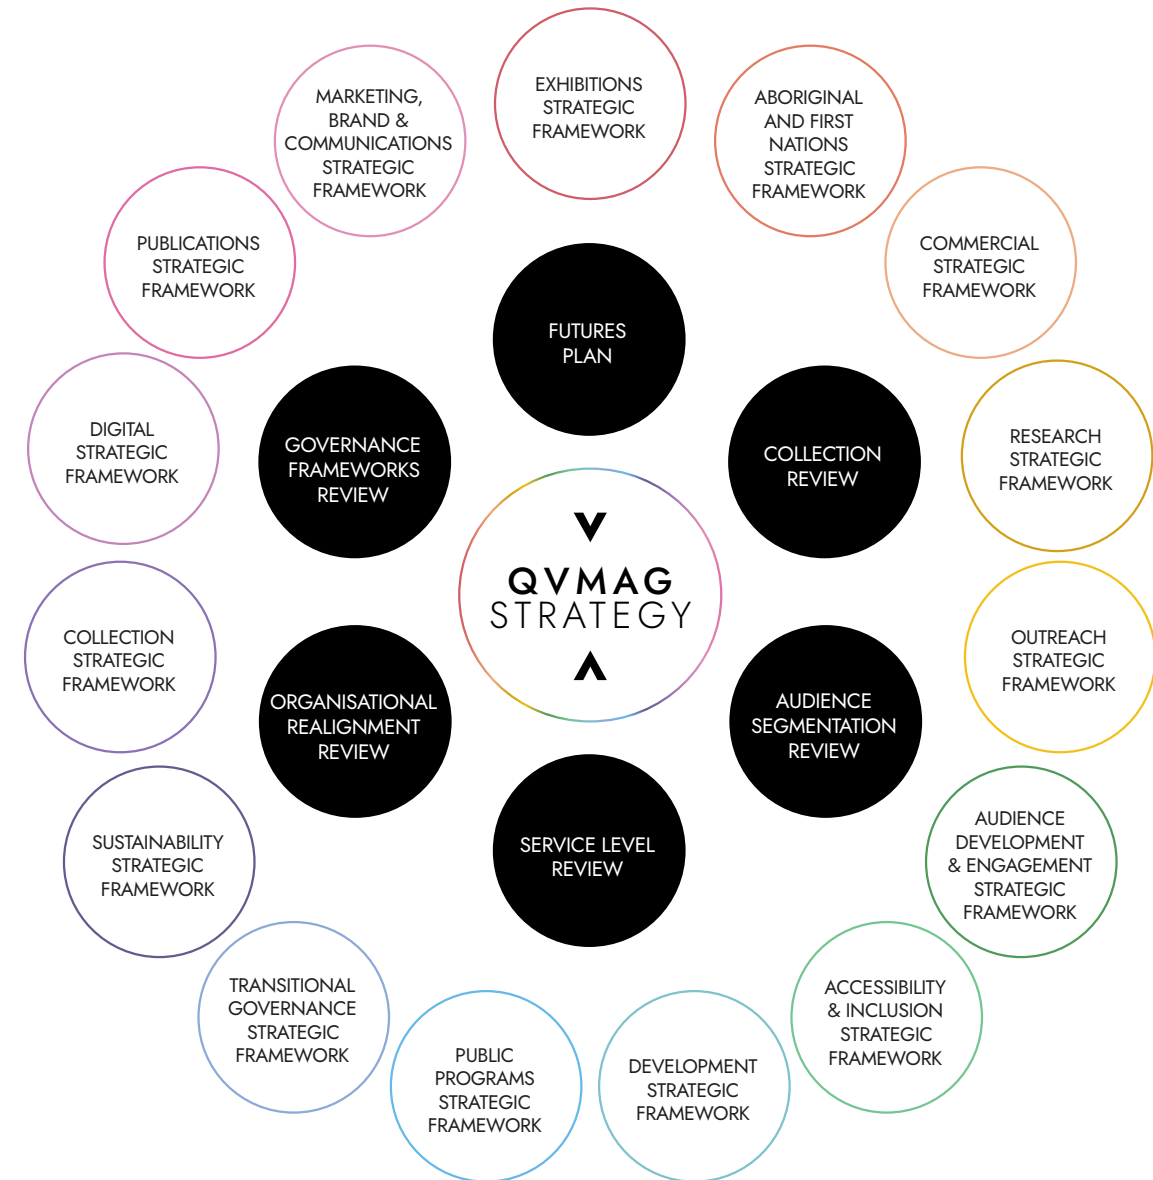 EXHIBITIONS
STRATEGIC
FRAMEWORK
ABORIGINAL
AND FIRST
NATIONS
STRATEGIC
FRAMEWORK
COMMERCIAL
STRATEGIC
FRAMEWORK
RESEARCH
STRATEGIC
FRAMEWORK
OUTREACH
STRATEGIC
FRAMEWORK
AUDIENCE
DEVELOPMENT
& ENGAGEMENT
STRATEGIC
FRAMEWORK
ACCESSIBILITY
& INCLUSION
STRATEGIC
FRAMEWORK
DEVELOPMENT
STRATEGIC
FRAMEWORK
PUBLIC
PROGRAMS
STRATEGIC
FRAMEWORK
TRANSITIONAL
GOVERNANCE
STRATEGIC
FRAMEWORK
SUSTAINABILITY
STRATEGIC
FRAMEWORK
COLLECTION
STRATEGIC
FRAMEWORK
DIGITAL
STRATEGIC
FRAMEWORK
PUBLICATIONS
STRATEGIC
FRAMEWORK
MARKETING,
BRAND &
COMMUNICATIONS
STRATEGIC
FRAMEWORK
FUTURES
PLAN
COLLECTION
REVIEW
AUDIENCE
SEGMENTATION
REVIEW
SERVICE LEVEL
REVIEW
ORGANISATIONAL
REALIGNMENT
REVIEW
GOVERNANCE
FRAMEWORKS
REVIEW
QVMAG
STRATEGY